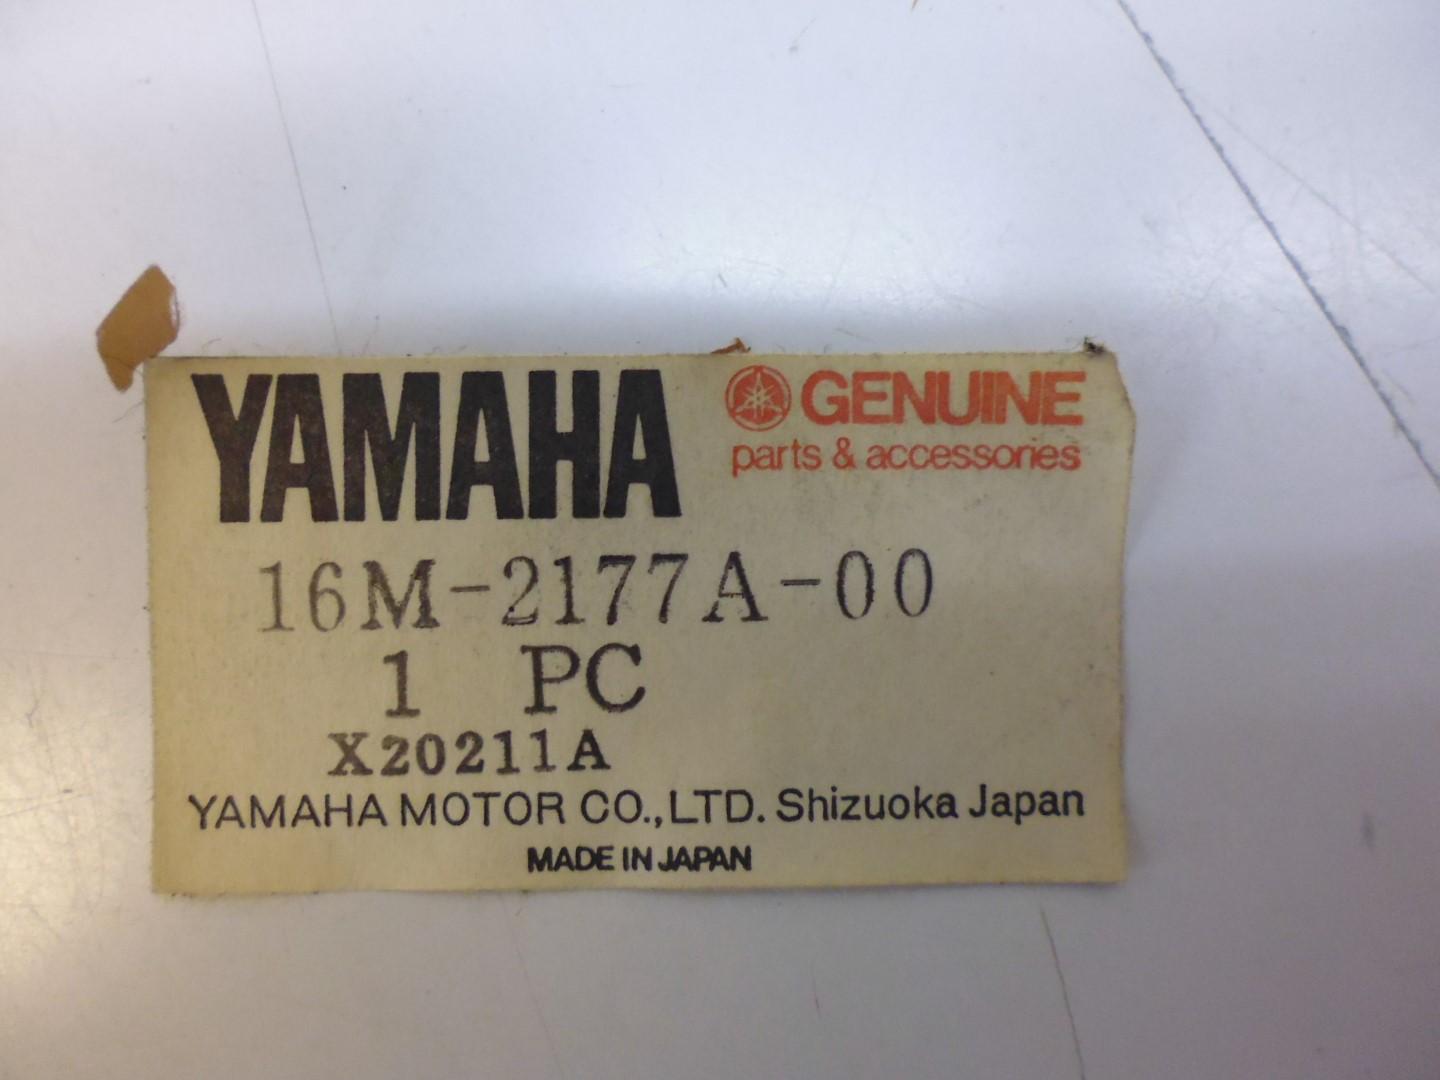 YAMAHA GENUINE
parts & accessories
16M-2177A-00
1 PC
X20211A
YAMAHA MOTOR CO.,LTD. Shizuoka Japan
MADE IN JAPAN